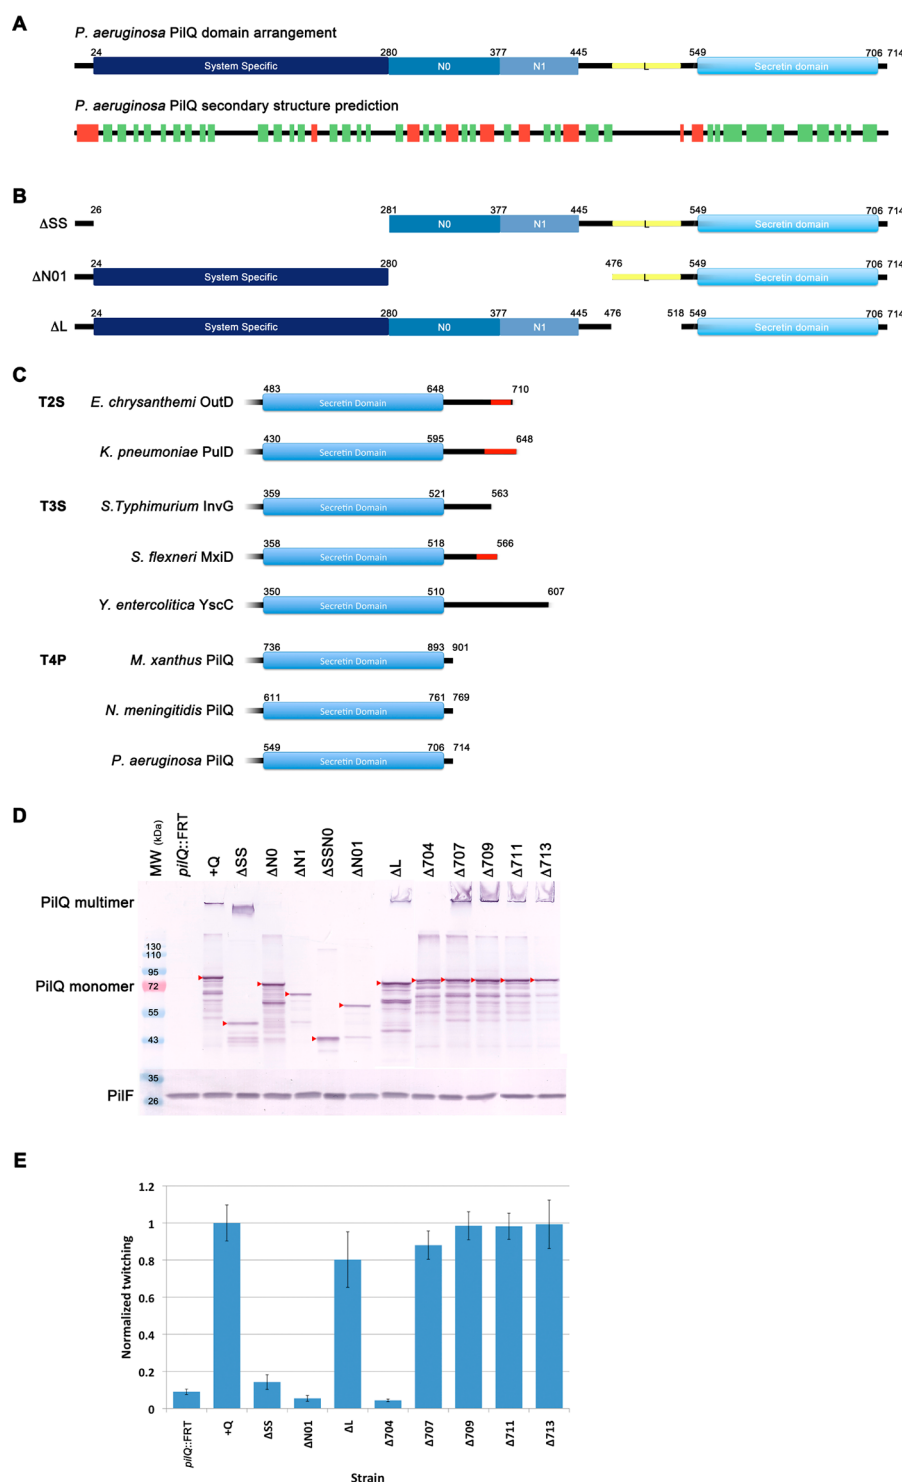 A
P. aeruginosa PilQ domain arrangement
24 280 377 445 549 706 714
System Specific N0 N1 L Secretin domain
P. aeruginosa PilQ secondary structure prediction
B
26 281 377 445 549 706 714
ΔSS N0 N1 L Secretin domain
24 280 476 549 706 714
ΔN01 System Specific L Secretin domain
24 280 377 445 476 518 549 706 714
ΔL System Specific N0 N1 Secretin domain
C
483 648 710
T2S E. chrysanthemi OutD Secretin Domain
430 595 648
K. pneumoniae PulD Secretin Domain
359 521 563
T3S S.Typhimurium InvG Secretin Domain
358 518 566
S. flexneri MxiD Secretin Domain
350 510 607
Y. entercolitica YscC Secretin Domain
736 893 901
T4P M. xanthus PilQ Secretin Domain
611 761 769
N. meningitidis PilQ Secretin Domain
549 706 714
P. aeruginosa PilQ Secretin Domain
D
MW (kDa) pilQ::FRT +Q ΔSS ΔN0 ΔN1 ΔSSN0 ΔN01 ΔL Δ704 Δ707 Δ709 Δ711 Δ713
PilQ multimer
130
110
95
PilQ monomer 72
55
43
35
PilF 26
E
Normalized twitching
1.2
1
0.8
0.6
0.4
0.2
0
pilQ::FRT +Q ΔSS ΔN01 ΔL Δ704 Δ707 Δ709 Δ711 Δ713
Strain